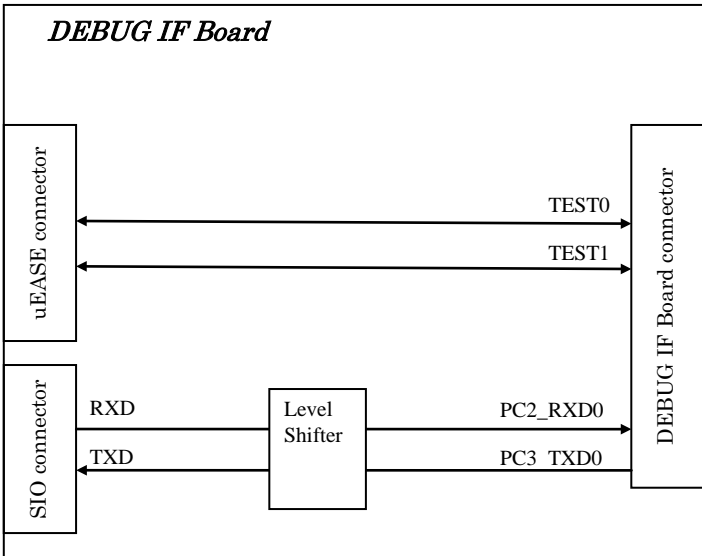 DEBUG IF Board
uEASE connector
TEST0
TEST1
DEBUG IF Board connector
SIO connector
RXD
TXD
Level
Shifter
PC2_RXD0
PC3_TXD0